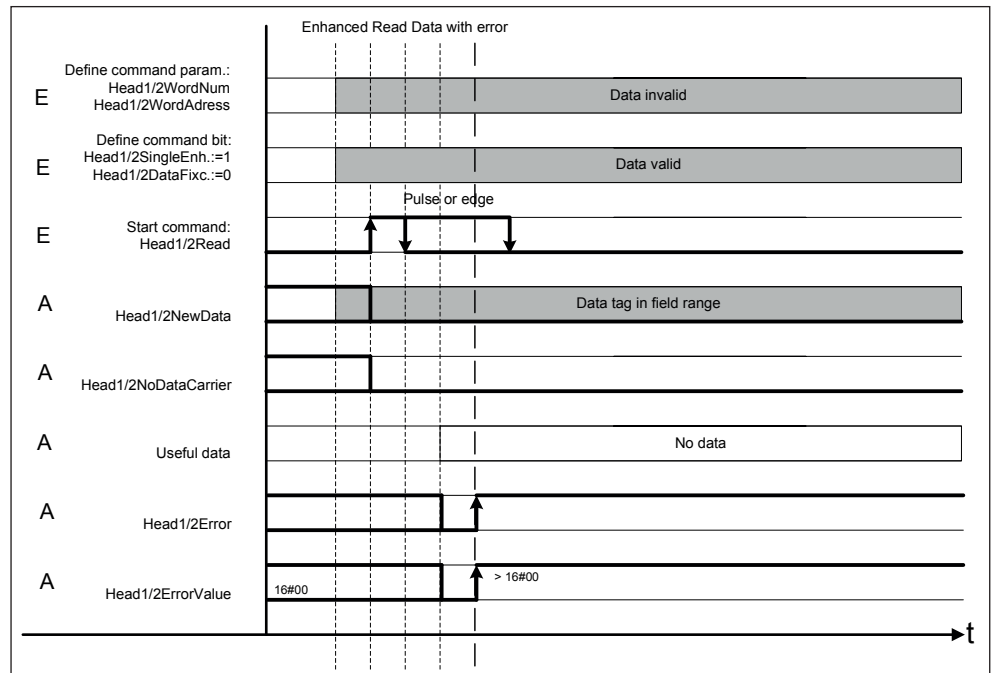 Enhanced Read Data with error
Define command param.:
Head1/2WordNum
Head1/2WordAdress
E
Data invalid
Define command bit:
Head1/2SingleEnh.:=1
Head1/2DataFixc.:=0
E
Data valid
Pulse or edge
Start command:
Head1/2Read
E
A
Head1/2NewData
Data tag in field range
A
Head1/2NoDataCarrier
A
Useful data
No data
A
Head1/2Error
A
Head1/2ErrorValue
16#00
> 16#00
t